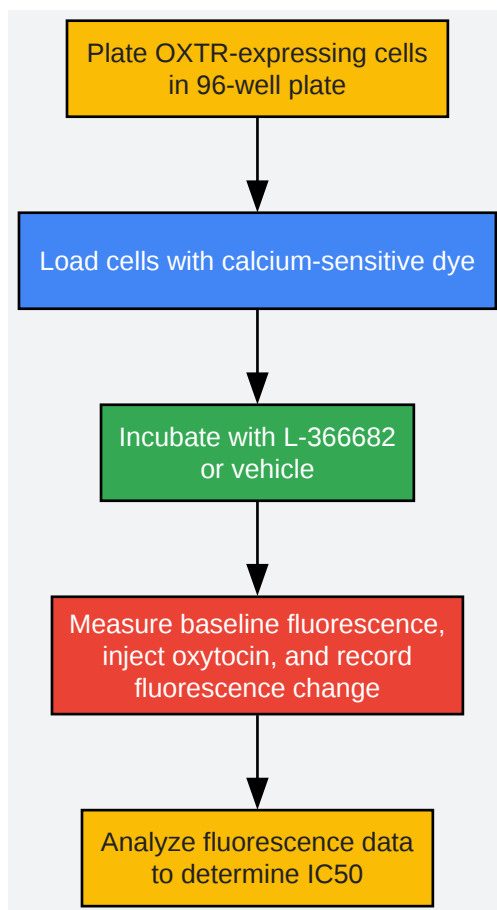 Plate OXTR-expressing cells
in 96-well plate
Load cells with calcium-sensitive dye
Incubate with L-366682
or vehicle
Measure baseline fluorescence,
inject oxytocin, and record
fluorescence change
Analyze fluorescence data
to determine IC50